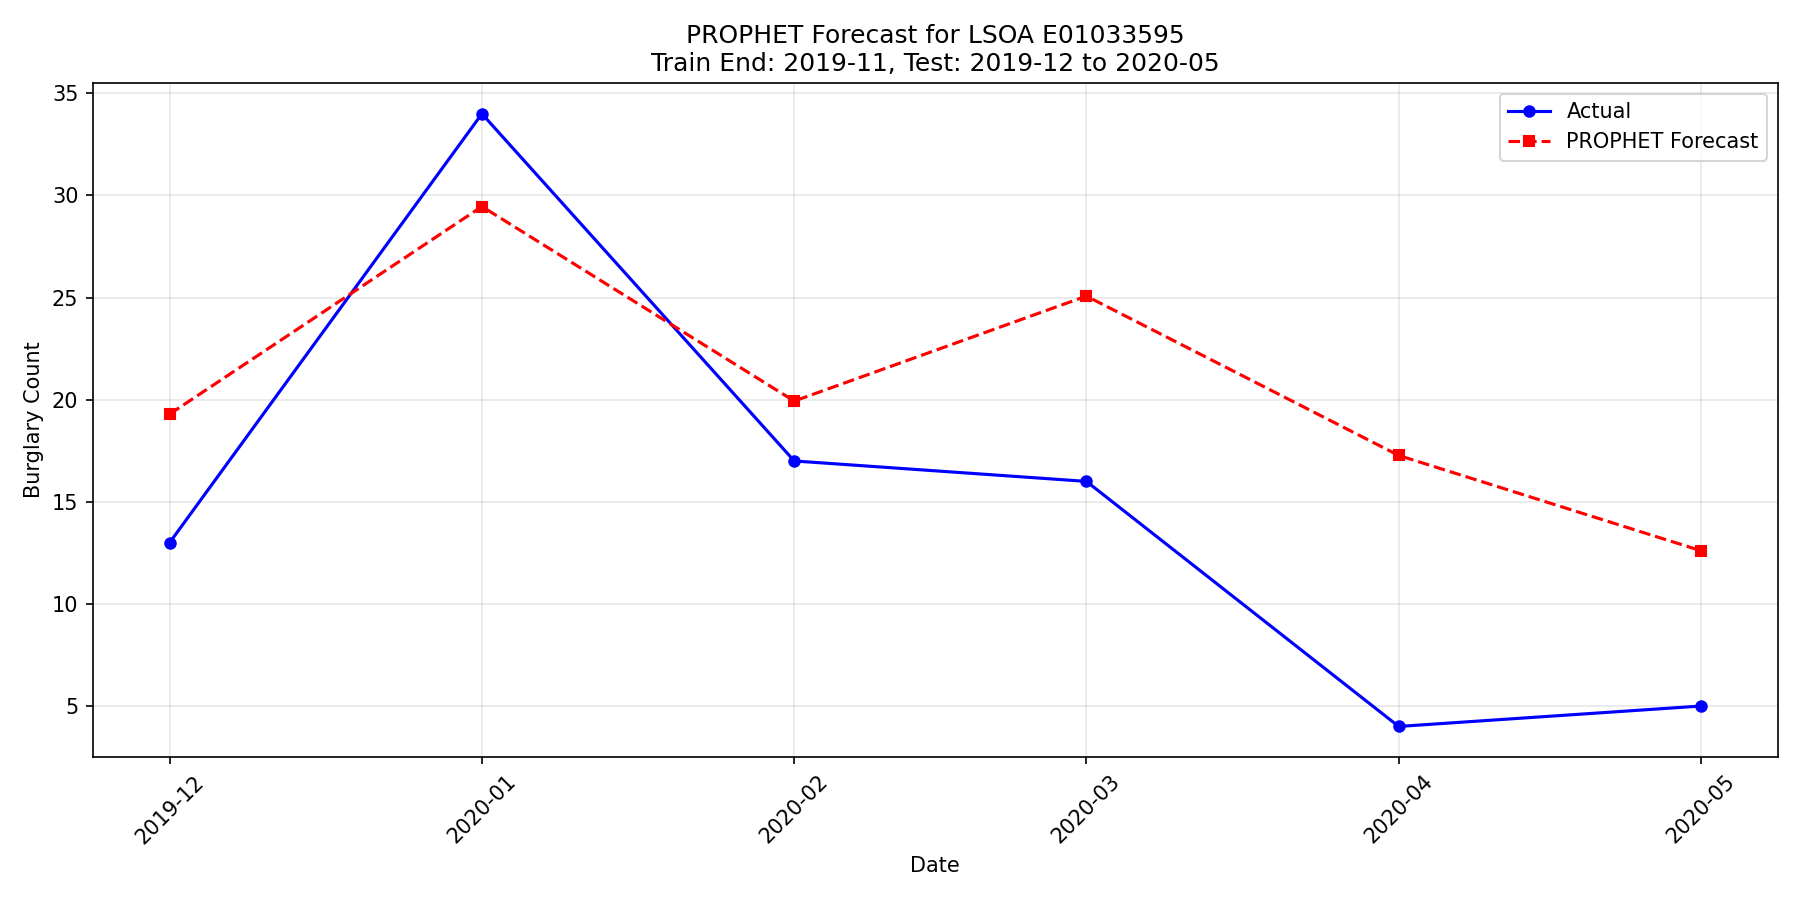 PROPHET Forecast for LSOA E01033595
Train End: 2019-11, Test: 2019-12 to 2020-05
Actual
PROPHET Forecast
Burglary Count
35
30
25
20
15
10
5
2019-12
2020-01
2020-02
2020-03
2020-04
2020-05
Date